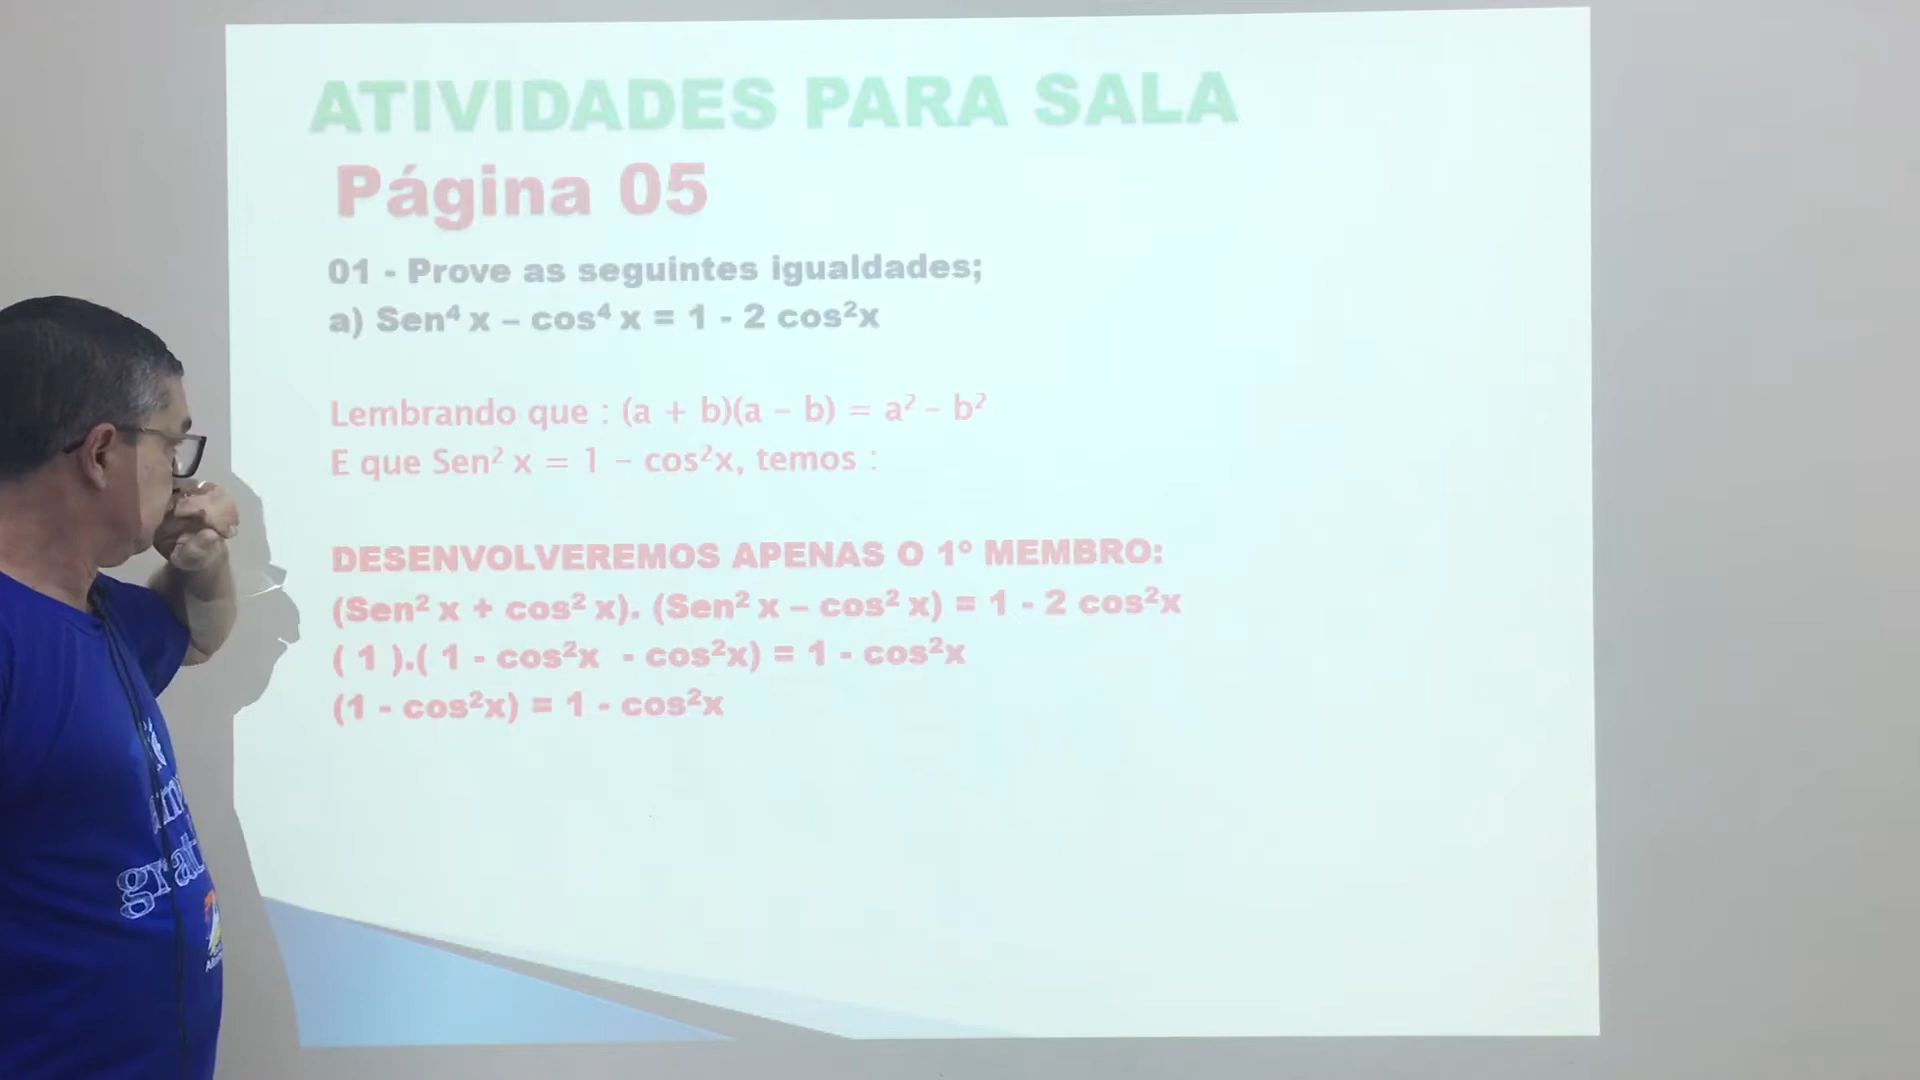 ATIVIDADES PARA SALA
Página 05
01 - Prove as seguintes igualdades;
a) Sen⁴ x – cos⁴ x = 1 - 2 cos²x
Lembrando que : (a + b)(a – b) = a² – b²
E que Sen² x = 1 – cos²x, temos :
DESENVOLVEREMOS APENAS O 1º MEMBRO:
(Sen² x + cos² x). (Sen² x – cos² x) = 1 - 2 cos²x
( 1 ).( 1 - cos²x - cos²x) = 1 - cos²x
(1 - cos²x) = 1 - cos²x